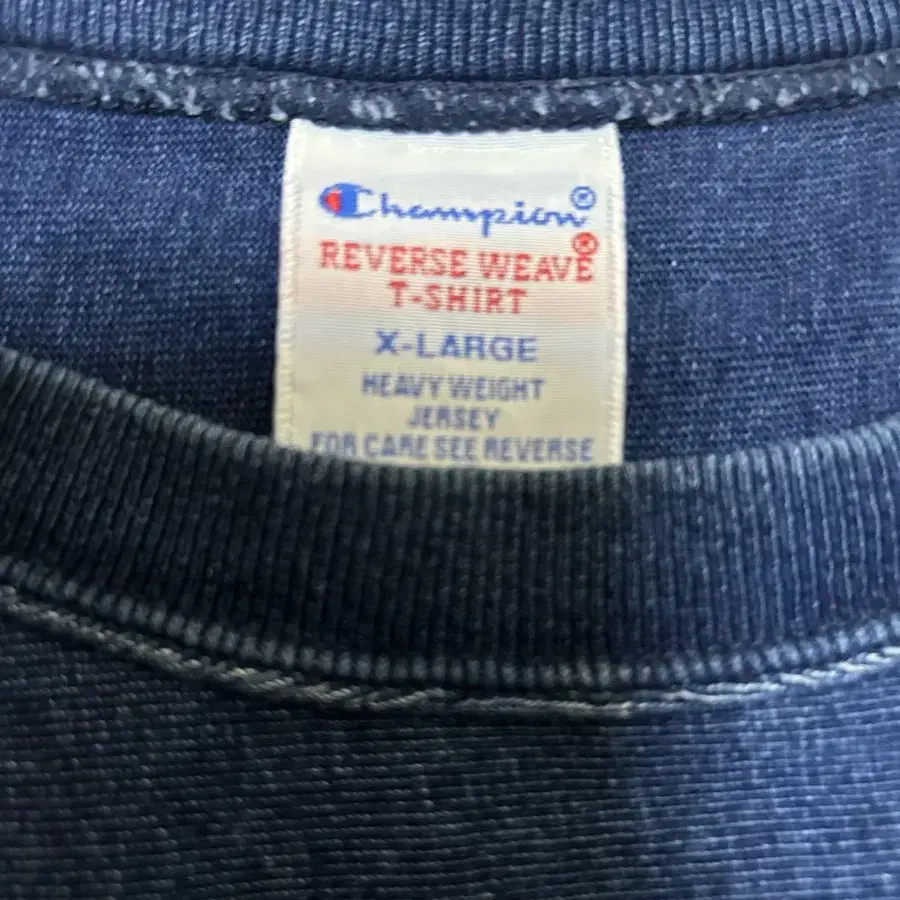 Champion®
REVERSE WEAVE®
T-SHIRT
X-LARGE
HEAVY WEIGHT
JERSEY
FOR CARE SEE REVERSE